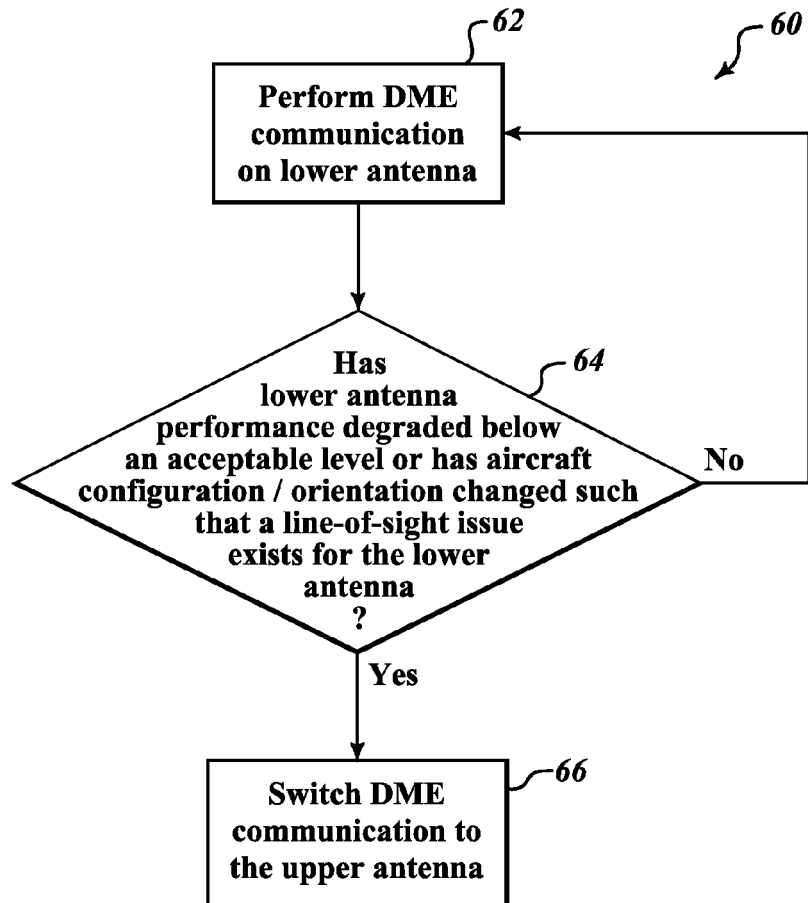 62
60
Perform DME
communication
on lower antenna
64
Has
lower antenna
performance degraded below
an acceptable level or has aircraft
configuration / orientation changed such
that a line-of-sight issue
exists for the lower
antenna
?
No
Yes
66
Switch DME
communication to
the upper antenna